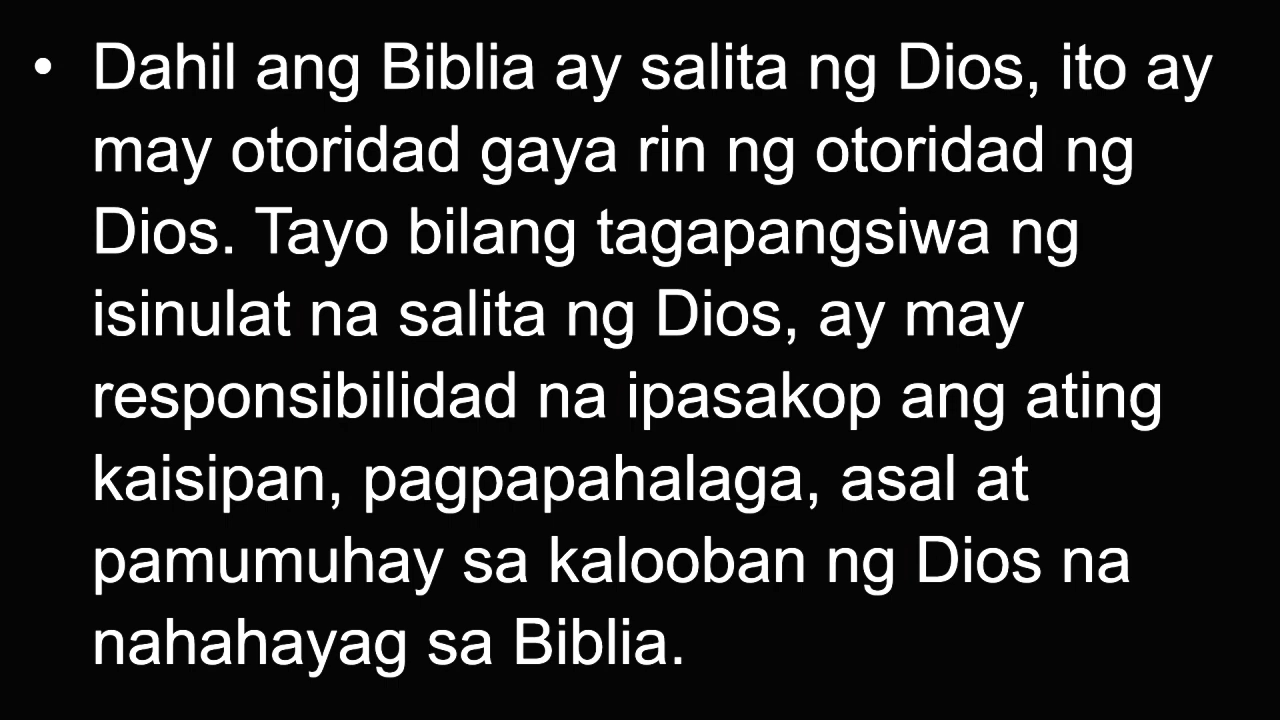 • Dahil ang Biblia ay salita ng Dios, ito ay
may otoridad gaya rin ng otoridad ng
Dios. Tayo bilang tagapangsiwa ng
isinulat na salita ng Dios, ay may
responsibilidad na ipasakop ang ating
kaisipan, pagpapahalaga, asal at
pamumuhay sa kalooban ng Dios na
nahahayag sa Biblia.